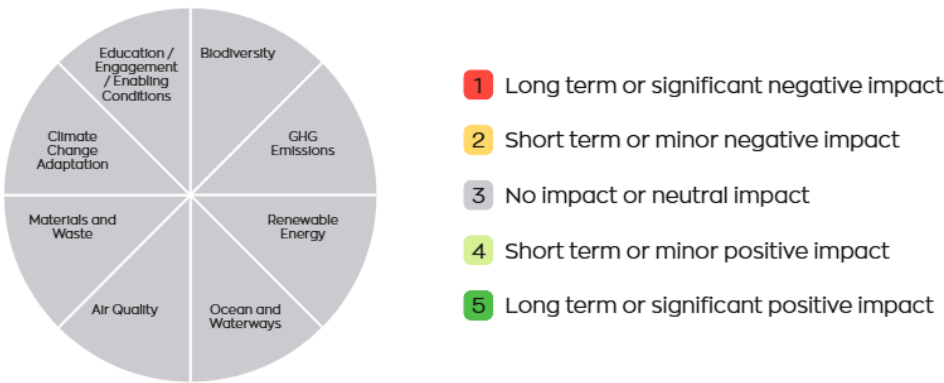 Education /
Engagement
/ Enabling
Conditions
Biodiversity
GHG
Emissions
Renewable
Energy
Ocean and
Waterways
Air Quality
Materials and
Waste
Climate
Change
Adaptation
1 Long term or significant negative impact
2 Short term or minor negative impact
3 No impact or neutral impact
4 Short term or minor positive impact
5 Long term or significant positive impact